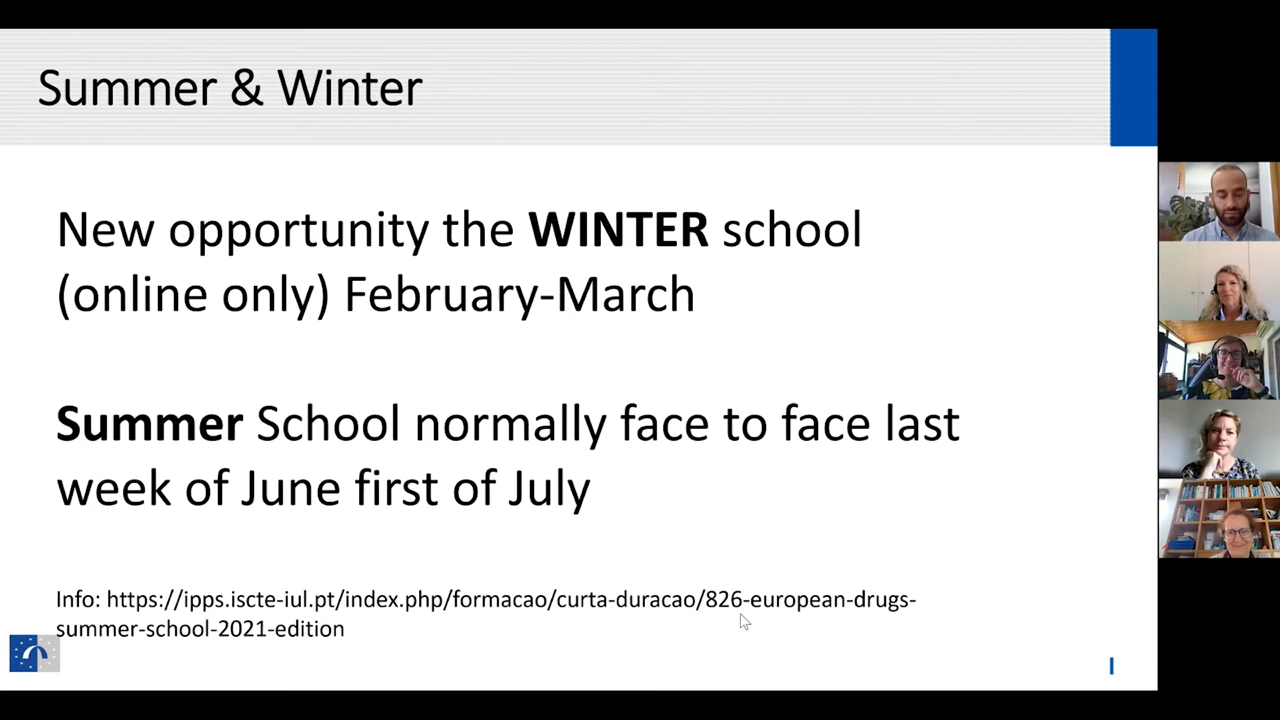 Summer & Winter
New opportunity the WINTER school
(online only) February-March
Summer School normally face to face last
week of June first of July
Info: https://ipps.iscte-iul.pt/index.php/formacao/curta-duracao/826-european-drugs-
summer-school-2021-edition